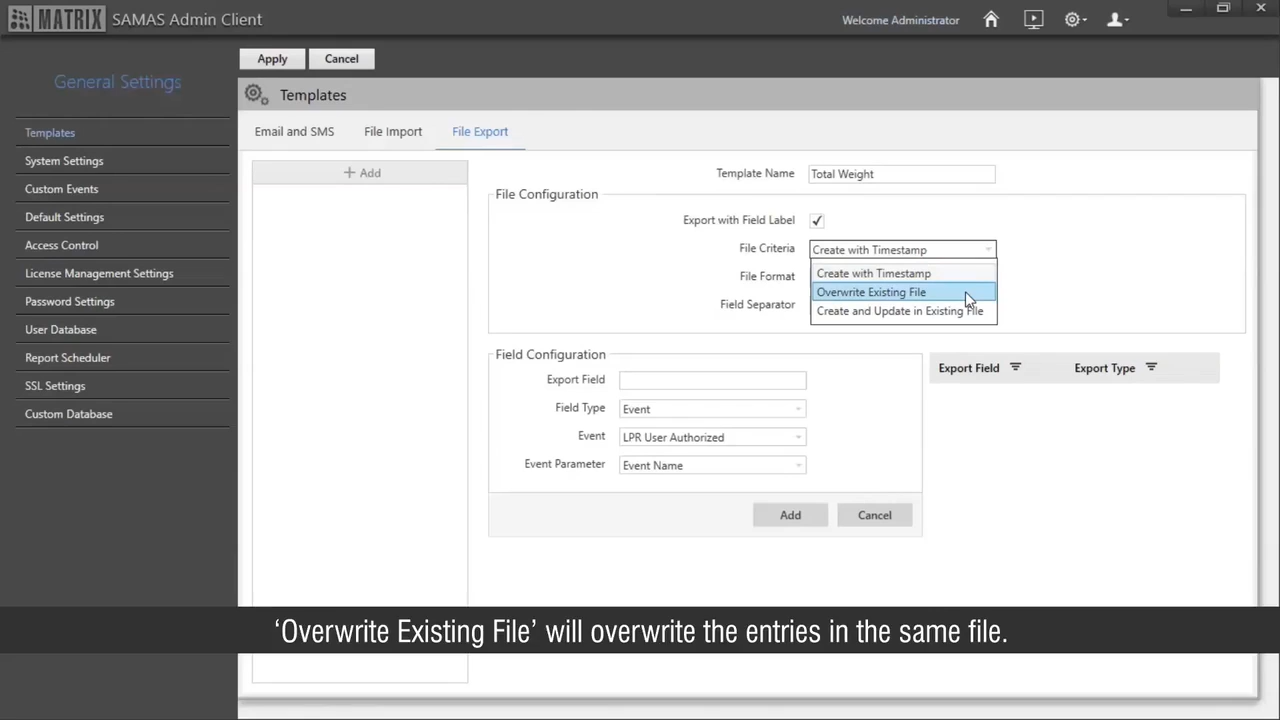 MATRIX SAMAS Admin Client
Welcome Administrator
Apply
Cancel
General Settings
Templates
System Settings
Custom Events
Default Settings
Access Control
License Management Settings
Password Settings
User Database
Report Scheduler
SSL Settings
Custom Database
Templates
Email and SMS
File Import
File Export
+ Add
Template Name
Total Weight
File Configuration
Export with Field Label
File Criteria
Create with Timestamp
Create with Timestamp
Overwrite Existing File
Create and Update in Existing File
File Format
Field Separator
Field Configuration
Export Field
Field Type
Event
Event
LPR User Authorized
Event Parameter
Event Name
Add
Cancel
Export Field
Export Type
‘Overwrite Existing File’ will overwrite the entries in the same file.